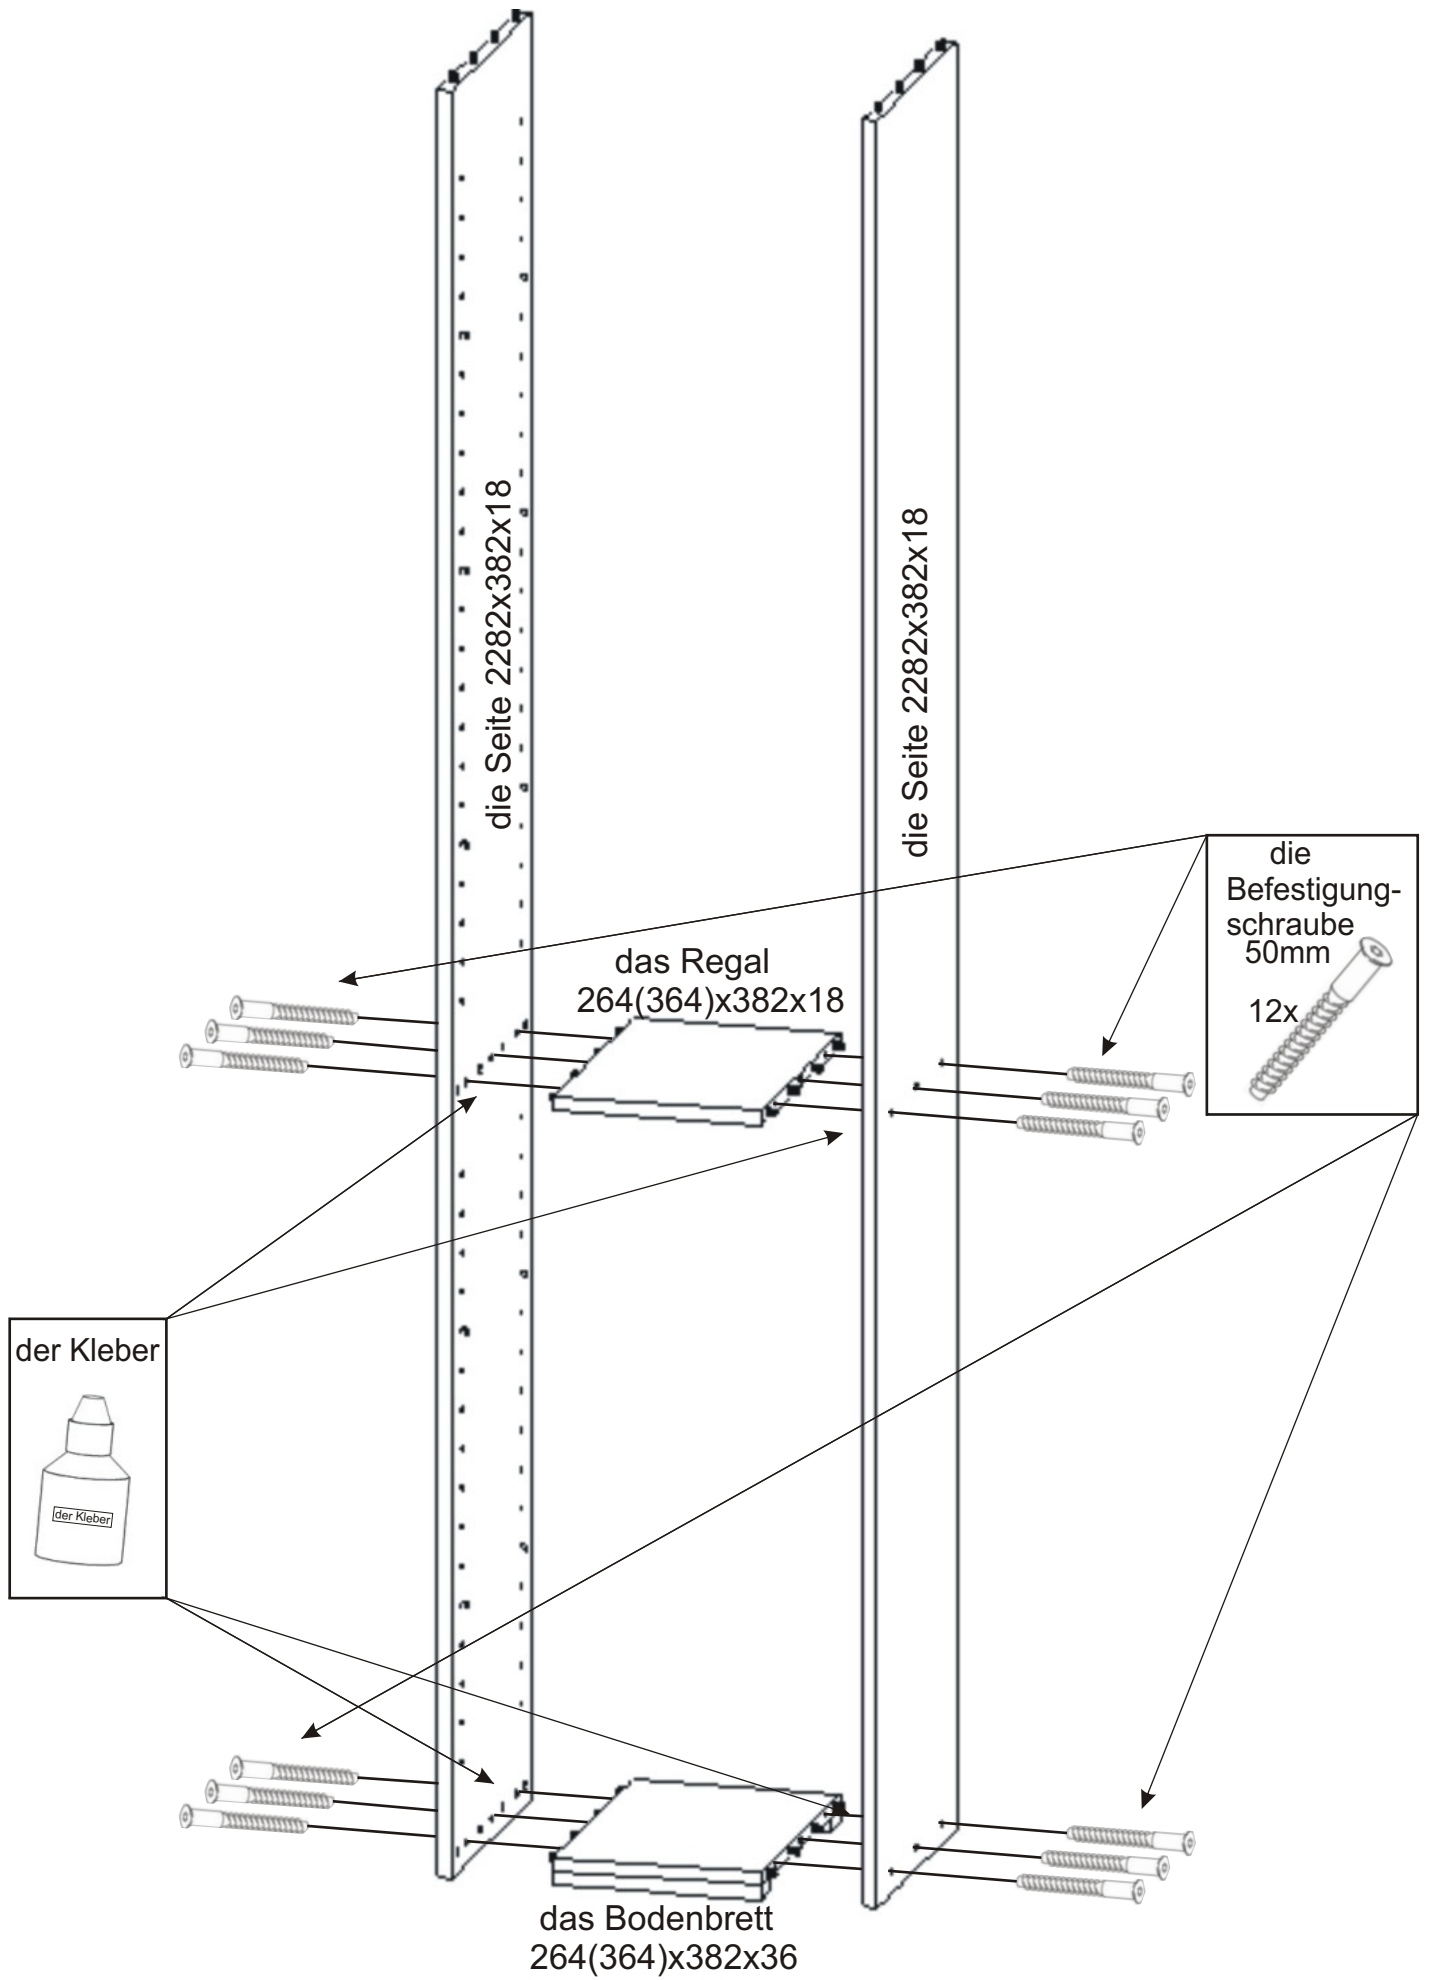 die Seite 2282x382x18
die Seite 2282x382x18
die
Befestigung-
schraube
50mm
12x
das Regal
264(364)x382x18
der Kleber
der Kleber
das Bodenbrett
264(364)x382x36